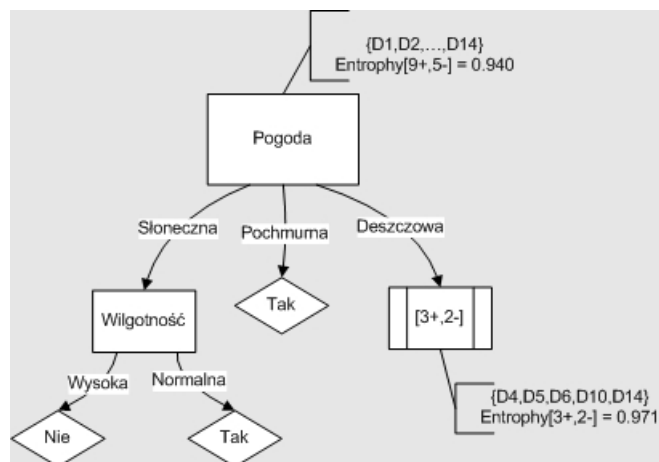 {D1,D2,...,D14}
Entrophy[9+,5-] = 0.940
Pogoda
Słoneczna
Pochmurna
Deszczowa
Wilgotność
Tak
[3+,2-]
Wysoka
Normalna
{D4,D5,D6,D10,D14}
Entrophy[3+,2-] = 0.971
Nie
Tak